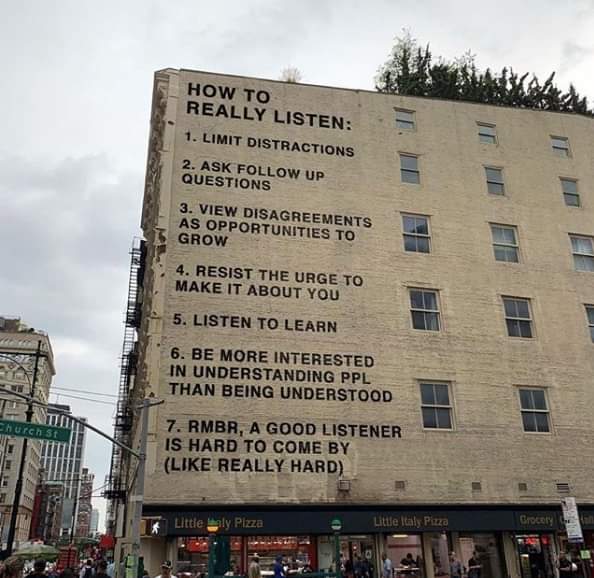 HOW TO
REALLY LISTEN:
1. LIMIT DISTRACTIONS
2. ASK FOLLOW UP
QUESTIONS
3. VIEW DISAGREEMENTS
AS OPPORTUNITIES TO
GROW
4. RESIST THE URGE TO
MAKE IT ABOUT YOU
5. LISTEN TO LEARN
6. BE MORE INTERESTED
IN UNDERSTANDING PPL
THAN BEING UNDERSTOOD
7. RMBR, A GOOD LISTENER
IS HARD TO COME BY
(LIKE REALLY HARD)
Church St
Little Italy Pizza
Little Italy Pizza
Grocery